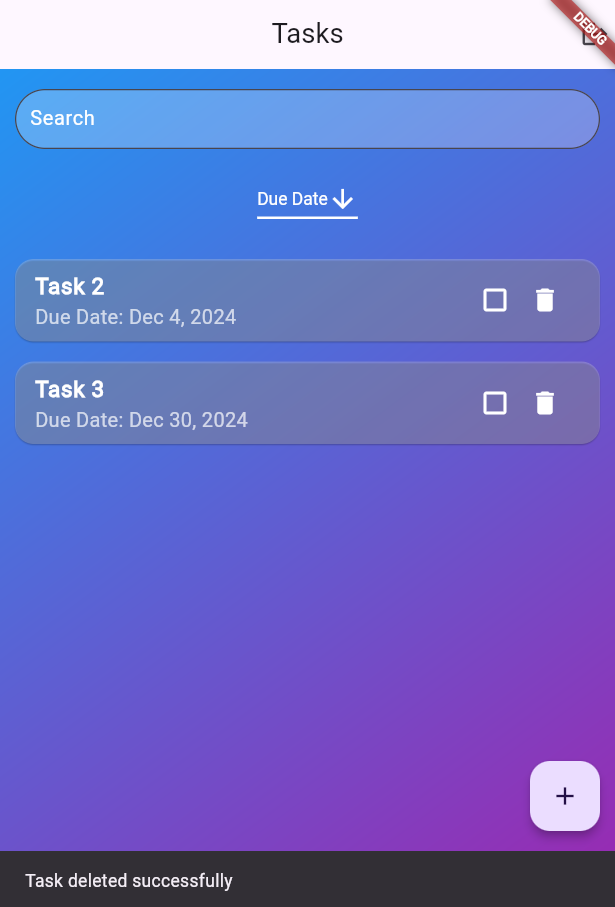 Tasks
DEBUG
Search
Due Date
Task 2
Due Date: Dec 4, 2024
Task 3
Due Date: Dec 30, 2024
Task deleted successfully